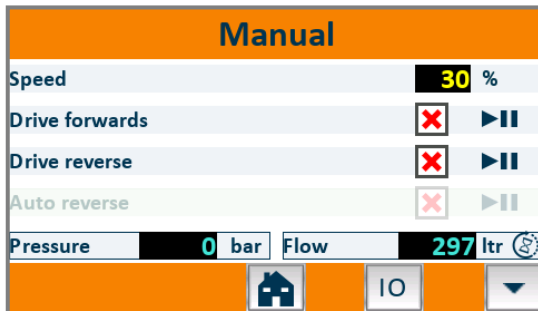 Manual
Speed 30 %
Drive forwards
Drive reverse
Auto reverse
Pressure 0 bar Flow 297 ltr
IO